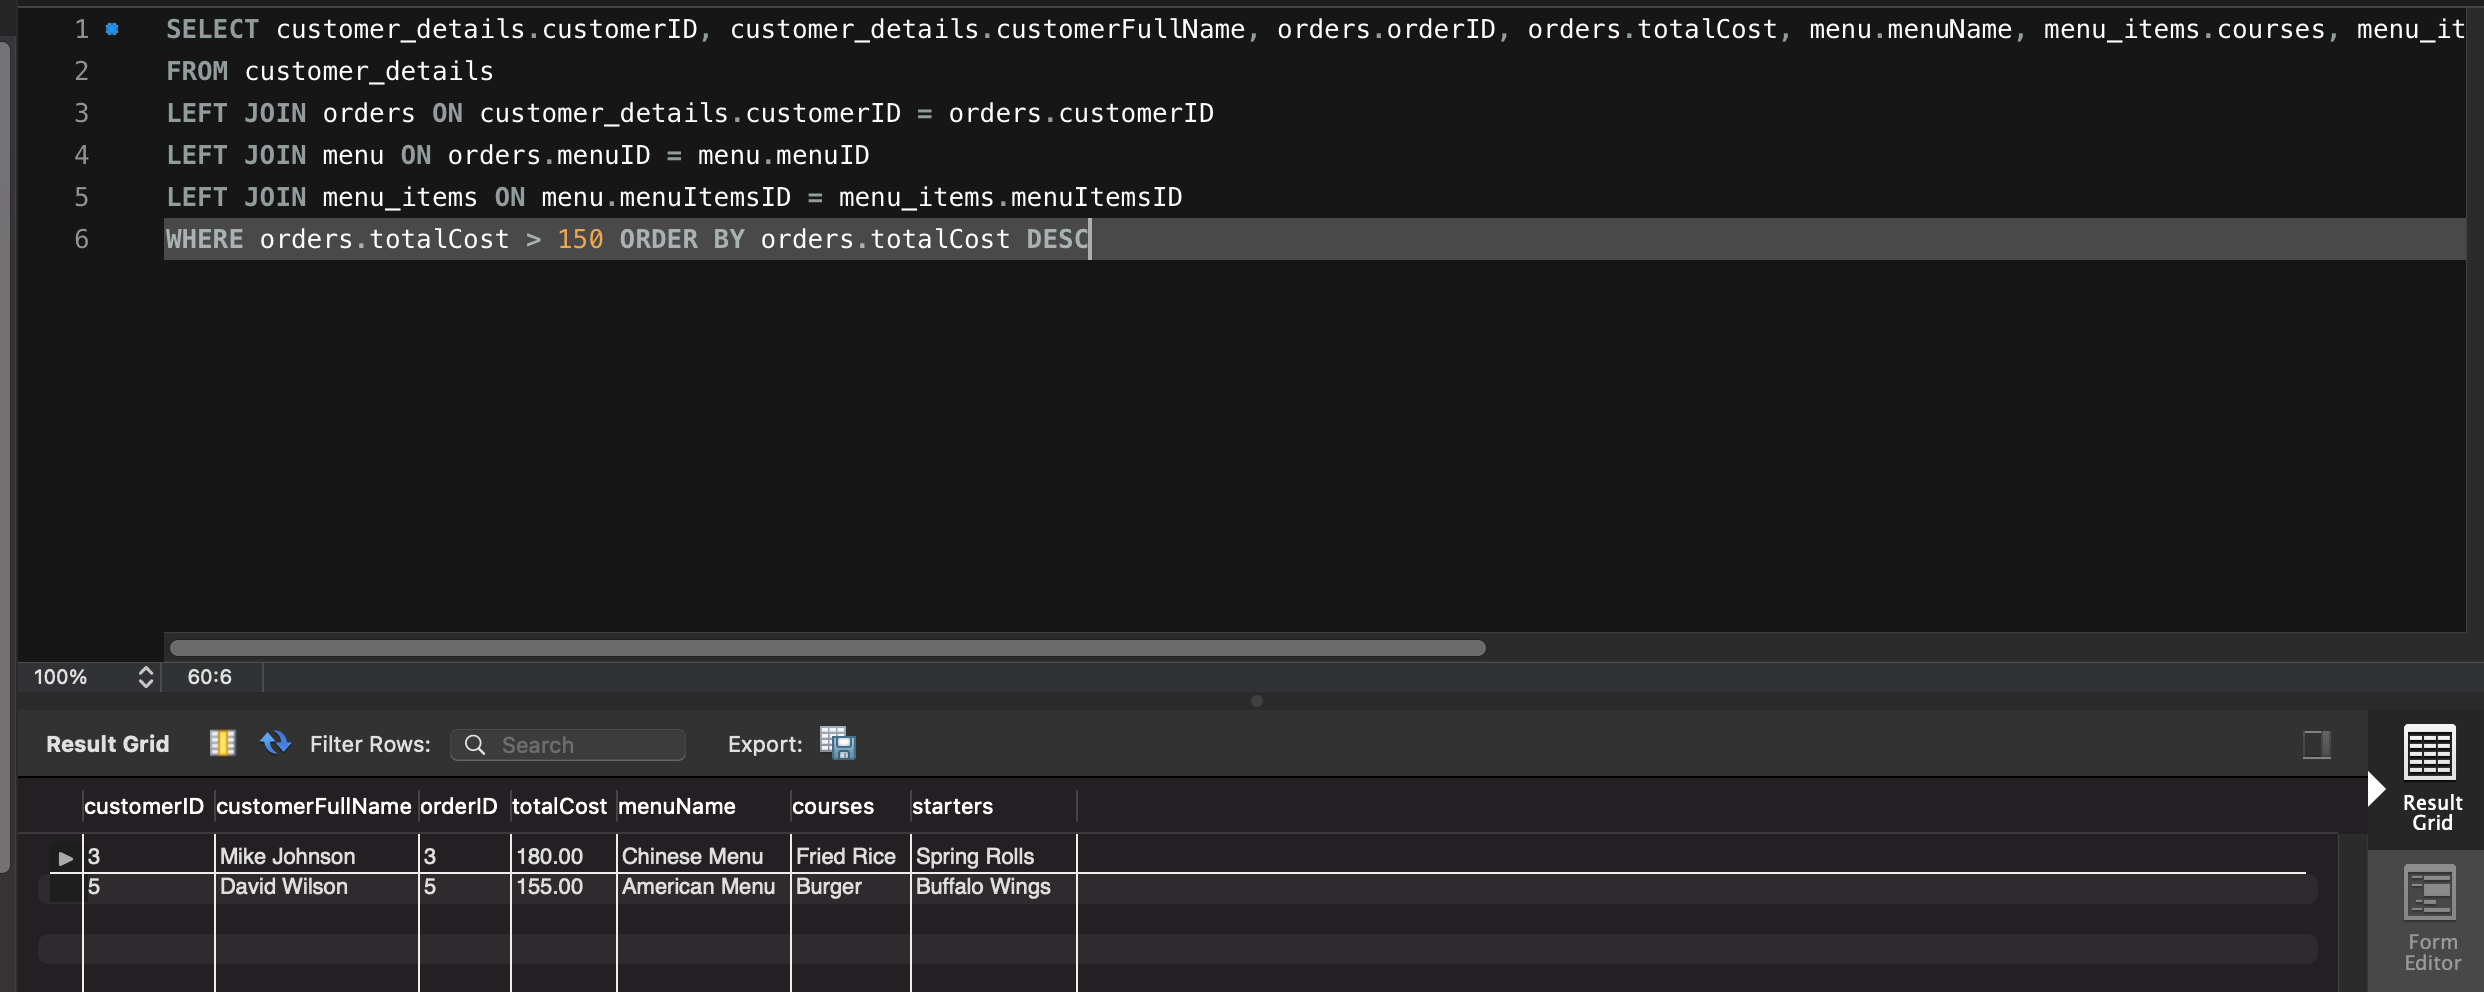 1 SELECT customer_details.customerID, customer_details.customerFullName, orders.orderID, orders.totalCost, menu.menuName, menu_items.courses, menu_it
2 FROM customer_details
3 LEFT JOIN orders ON customer_details.customerID = orders.customerID
4 LEFT JOIN menu ON orders.menuID = menu.menuID
5 LEFT JOIN menu_items ON menu.menuItemsID = menu_items.menuItemsID
6 WHERE orders.totalCost > 150 ORDER BY orders.totalCost DESC
100% 60:6
Result Grid Filter Rows: Search Export:
customerID customerFullName orderID totalCost menuName courses starters
3 Mike Johnson 3 180.00 Chinese Menu Fried Rice Spring Rolls
5 David Wilson 5 155.00 American Menu Burger Buffalo Wings
Result
Grid
Form
Editor